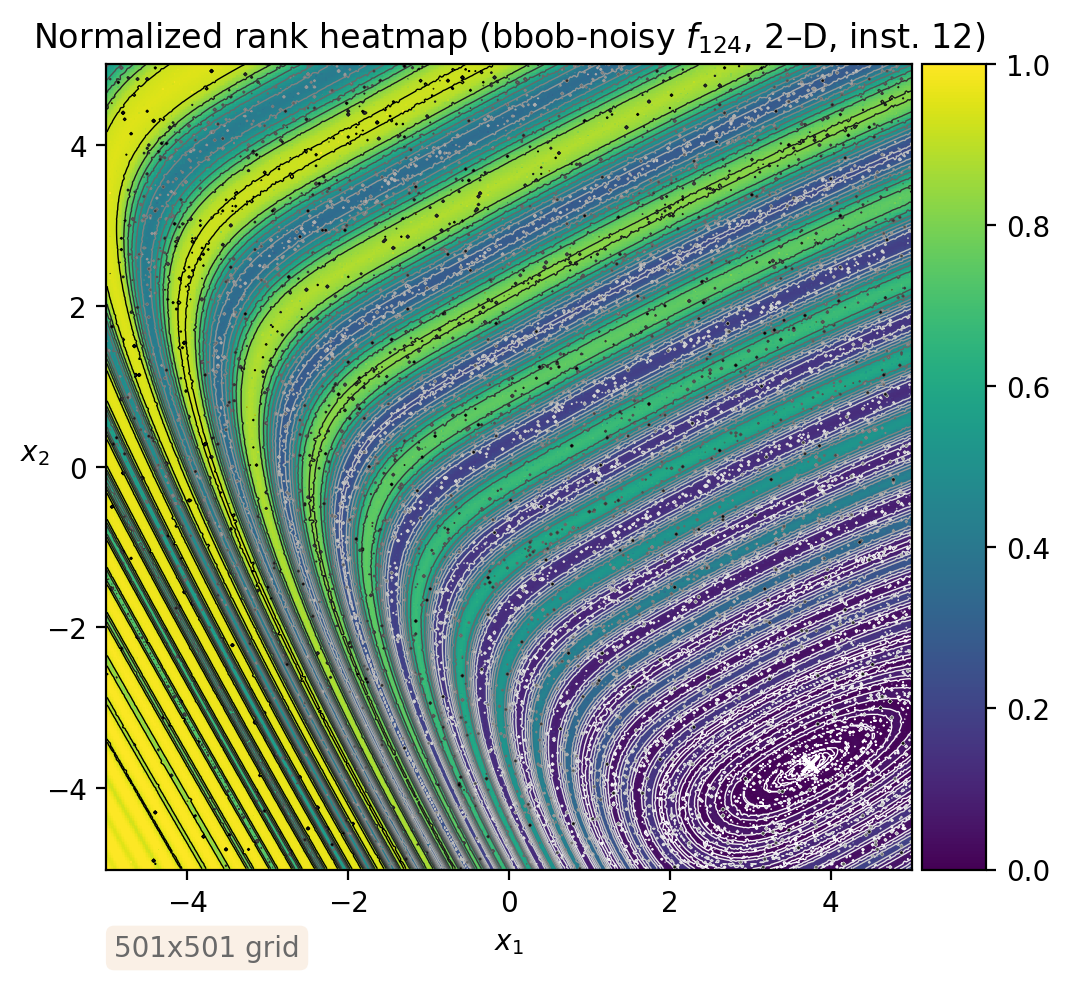 Normalized rank heatmap (bbob-noisy f124, 2–D, inst. 12)
1.0
0.8
0.6
0.4
0.2
0.0
4
2
0
−2
−4
x2
−4 −2 0 2 4
x1
501x501 grid